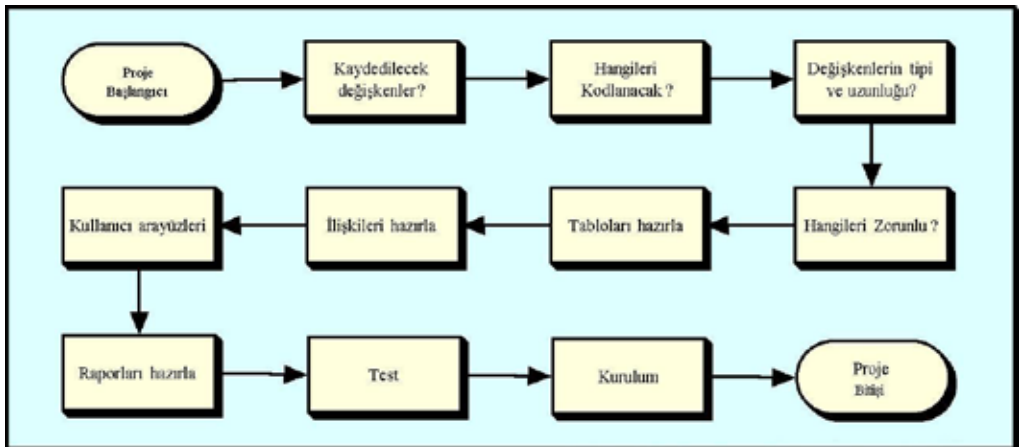 Proje
Başlangıcı
Kaydedilecek
değişkenler?
Hangileri
Kodlanacak?
Değişkenlerin tipi
ve uzunluğu?
Kullanıcı arayüzleri
İlişkileri hazırla
Tabloları hazırla
Hangileri Zorunlu?
Raporları hazırla
Test
Kurulum
Proje
Bitişi